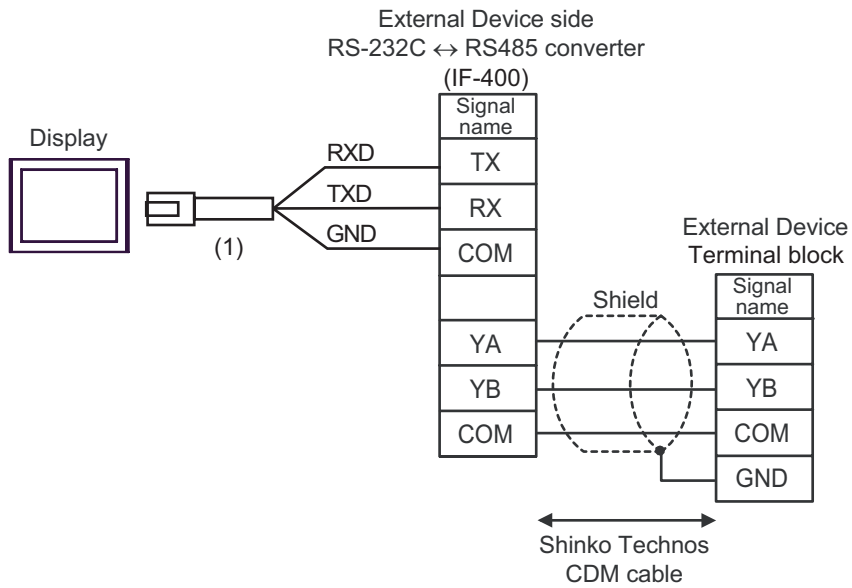 External Device side
RS-232C ↔ RS485 converter
(IF-400)
Signal
name
Display
RXD
TX
TXD
RX
GND
COM
(1)
External Device
Terminal block
Signal
name
Shield
YA
YA
YB
YB
COM
COM
GND
Shinko Technos
CDM cable